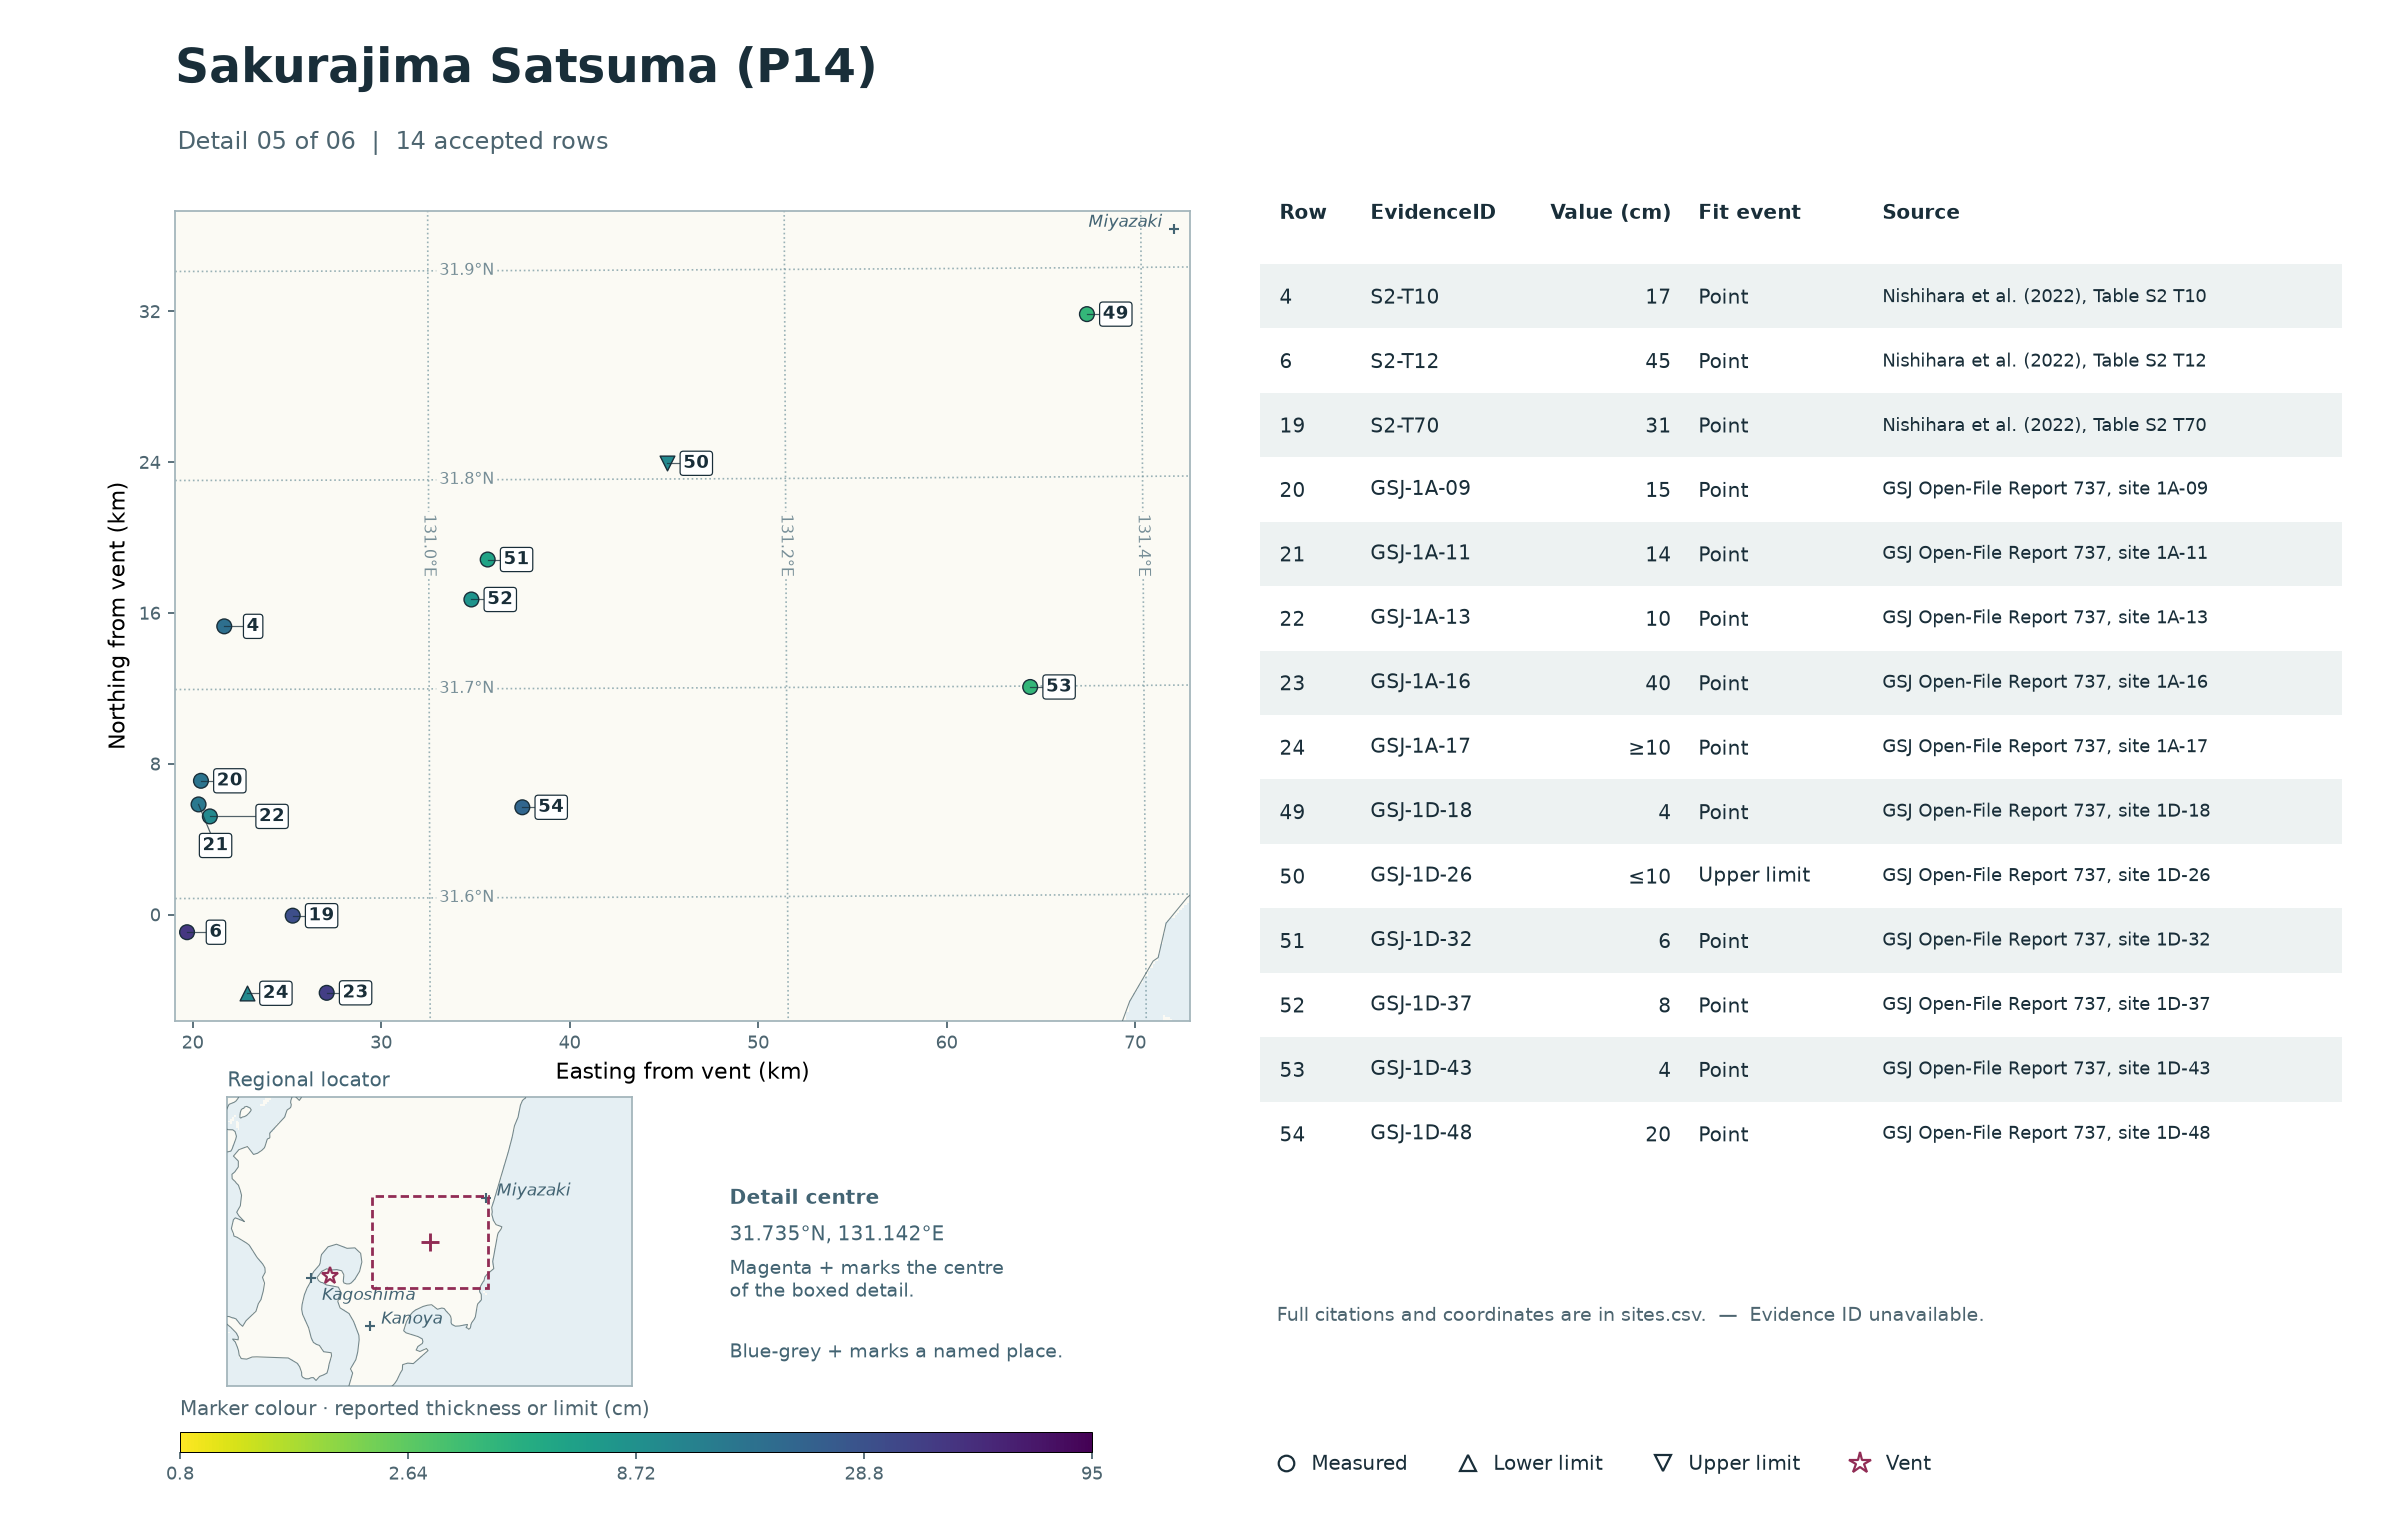 Sakurajima Satsuma (P14)
Detail 05 of 06 | 14 accepted rows
Miyazaki
31.9°N
49
32
24
50
31.8°N
131.0°E
131.2°E
131.4°E
51
52
16
4
31.7°N
53
8
20
54
22
21
31.6°N
0
19
6
24
23
20 30 40 50 60 70
Northing from vent (km)
Easting from vent (km)
Row EvidenceID Value (cm) Fit event Source
4 S2-T10 17 Point Nishihara et al. (2022), Table S2 T10
6 S2-T12 45 Point Nishihara et al. (2022), Table S2 T12
19 S2-T70 31 Point Nishihara et al. (2022), Table S2 T70
20 GSJ-1A-09 15 Point GSJ Open-File Report 737, site 1A-09
21 GSJ-1A-11 14 Point GSJ Open-File Report 737, site 1A-11
22 GSJ-1A-13 10 Point GSJ Open-File Report 737, site 1A-13
23 GSJ-1A-16 40 Point GSJ Open-File Report 737, site 1A-16
24 GSJ-1A-17 ≥10 Point GSJ Open-File Report 737, site 1A-17
49 GSJ-1D-18 4 Point GSJ Open-File Report 737, site 1D-18
50 GSJ-1D-26 ≤10 Upper limit GSJ Open-File Report 737, site 1D-26
51 GSJ-1D-32 6 Point GSJ Open-File Report 737, site 1D-32
52 GSJ-1D-37 8 Point GSJ Open-File Report 737, site 1D-37
53 GSJ-1D-43 4 Point GSJ Open-File Report 737, site 1D-43
54 GSJ-1D-48 20 Point GSJ Open-File Report 737, site 1D-48
Regional locator
Miyazaki
Kagoshima
Kanoya
Detail centre
31.735°N, 131.142°E
Magenta + marks the centre
of the boxed detail.
Blue-grey + marks a named place.
Full citations and coordinates are in sites.csv. — Evidence ID unavailable.
Marker colour · reported thickness or limit (cm)
0.8 2.64 8.72 28.8 95
Measured Lower limit Upper limit Vent